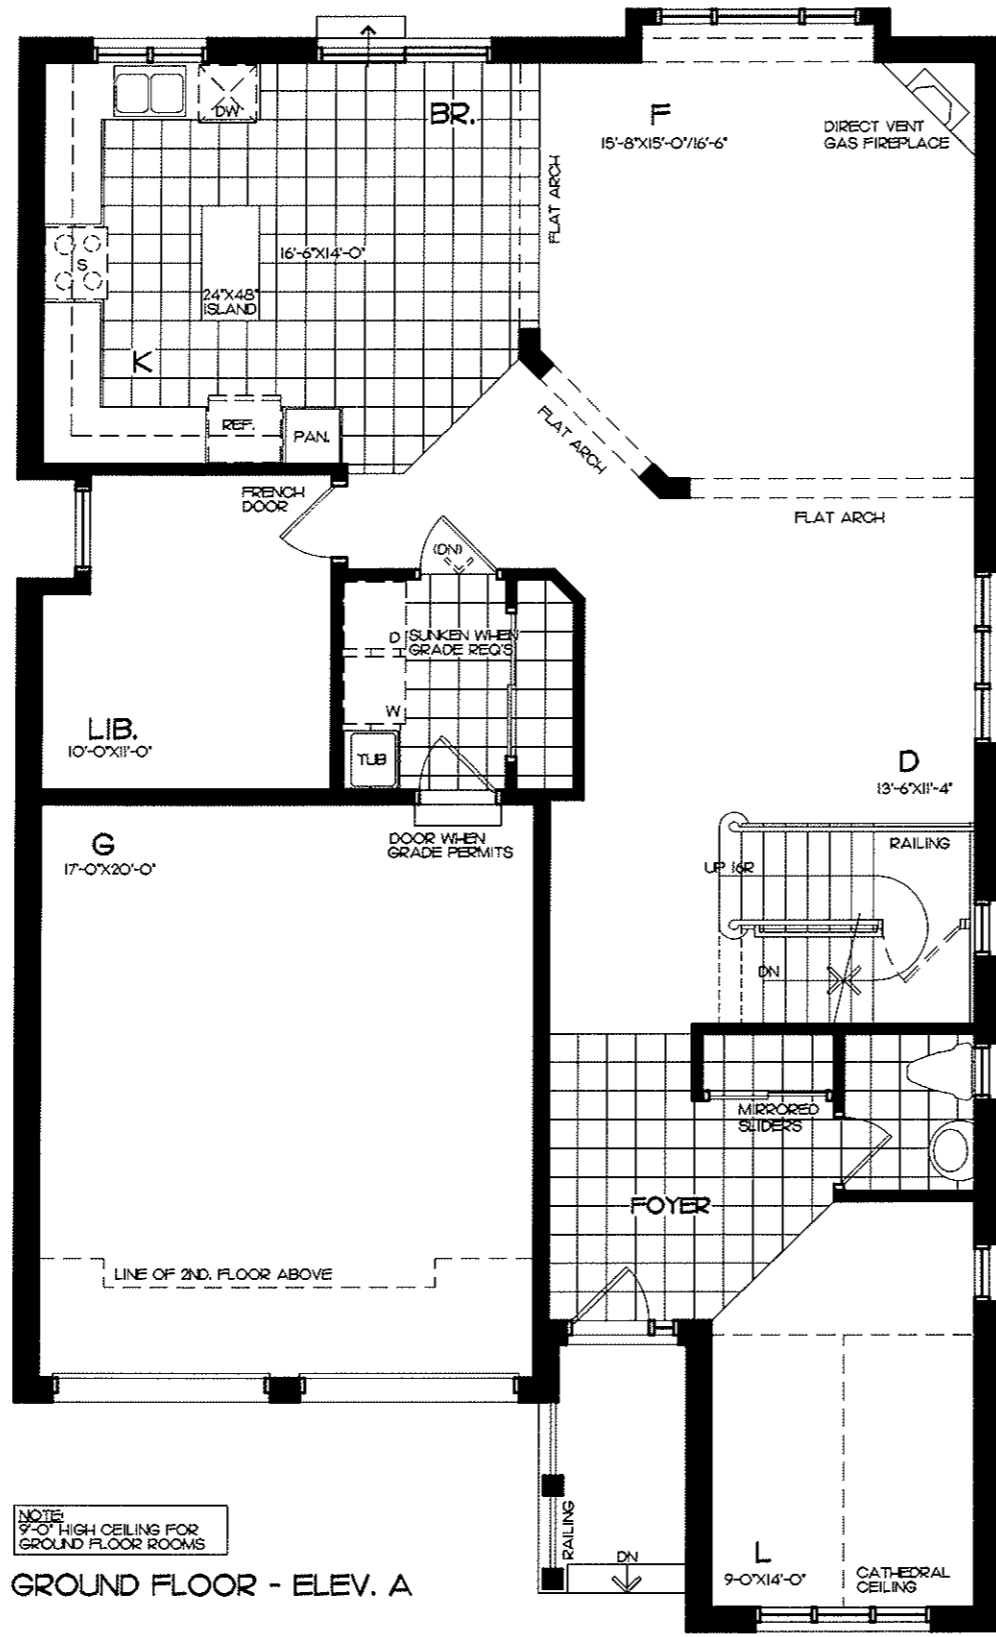 DW
BR.
F
15'-8"X15'-0"/16'-6"
DIRECT VENT
GAS FIREPLACE
FLAT ARCH
S
16'-6"X14'-0"
24"X48"
ISLAND
K
REF.
PAN.
FLAT ARCH
FRENCH
DOOR
FLAT ARCH
(DN)
D
SUNKEN WHEN
GRADE REQ'S
W
TUB
LIB.
10'-0"X11'-0"
D
13'-6"X11'-4"
G
17'-0"X20'-0"
DOOR WHEN
GRADE PERMITS
RAILING
UP 16R
DN
MIRRORED
SLIDERS
FOYER
LINE OF 2ND. FLOOR ABOVE
RAILING
DN
L
9-0"X14'-0"
CATHEDRAL
CEILING
NOTE:
9'-0" HIGH CEILING FOR
GROUND FLOOR ROOMS
GROUND FLOOR - ELEV. A